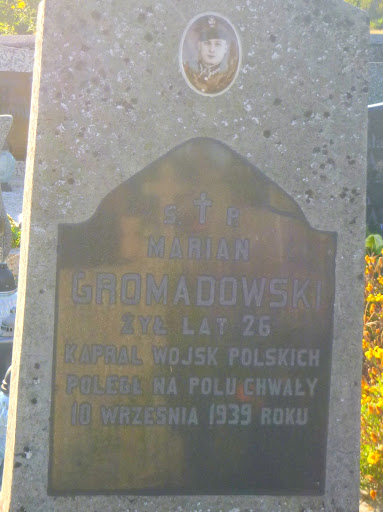 Ś † P
MARIAN
GROMADOWSKI
ŻYŁ LAT 26
KAPRAL WOJSK POLSKICH
POLEGŁ NA POLU CHWAŁY
10 WRZEŚNIA 1939 ROKU